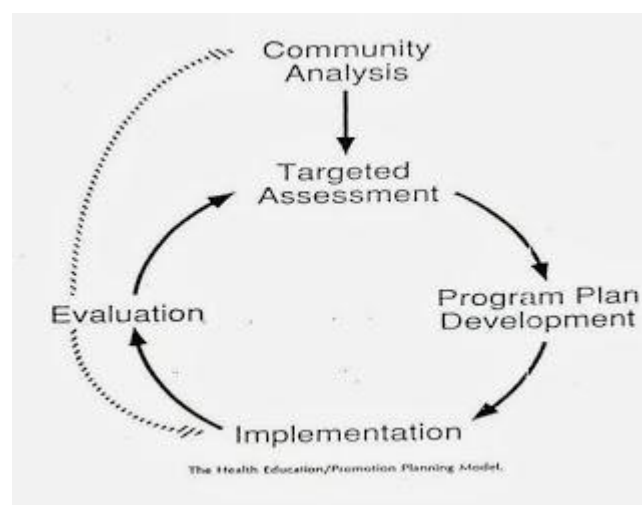 Community
Analysis
Targeted
Assessment
Program Plan
Development
Evaluation
Implementation
The Health Education/Promotion Planning Model.